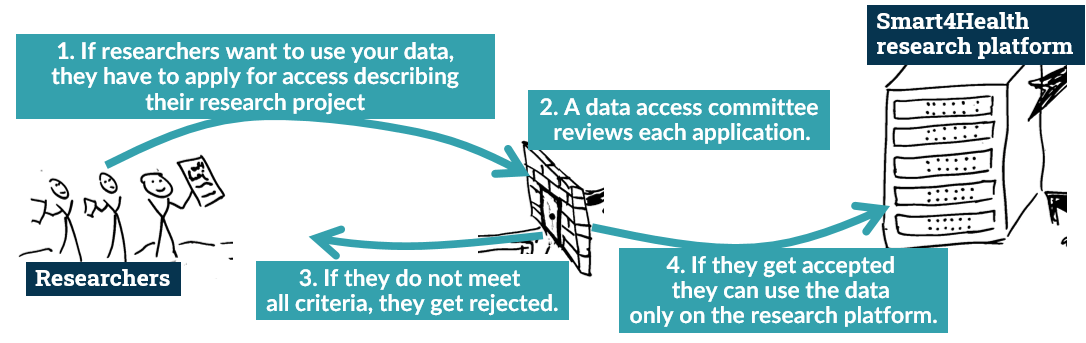 Smart4Health
research platform
1. If researchers want to use your data,
they have to apply for access describing
their research project
2. A data access committee
reviews each application.
Researchers
3. If they do not meet
all criteria, they get rejected.
4. If they get accepted
they can use the data
only on the research platform.